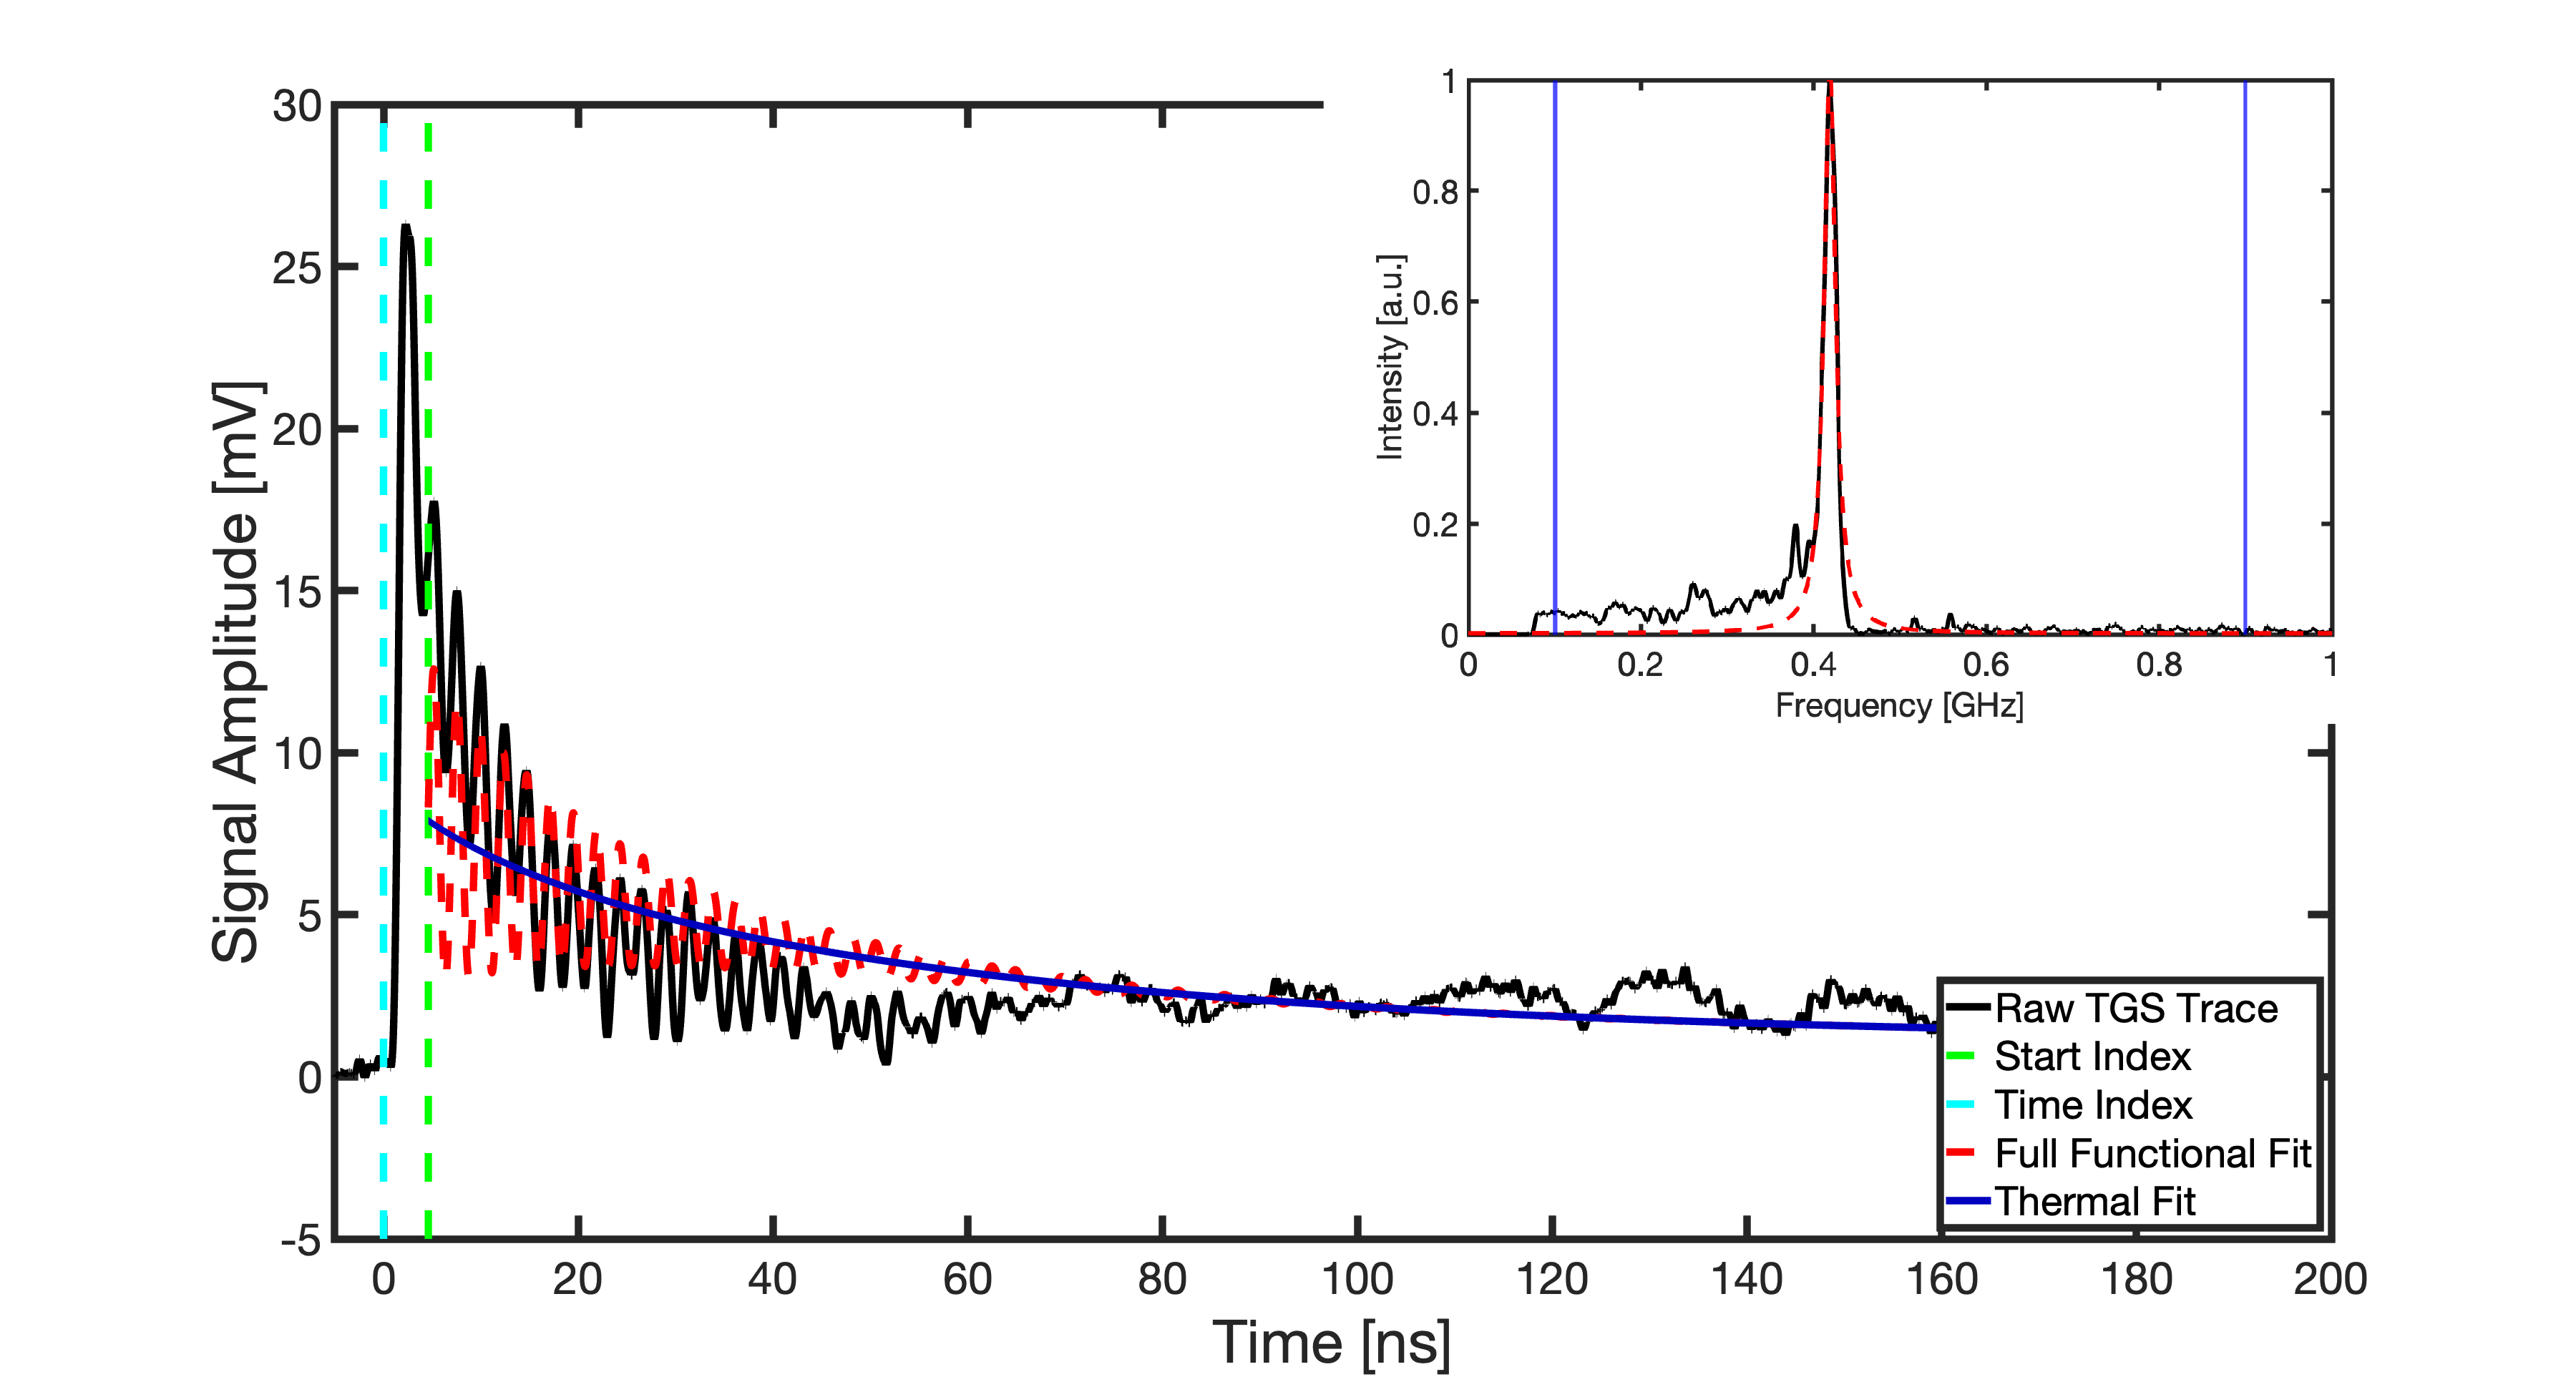 30
25
20
15
10
5
0
-5
Signal Amplitude [mV]
0 20 40 60 80 100 120 140 160 180 200
Time [ns]
1
0.8
0.6
0.4
0.2
0
Intensity [a.u.]
0 0.2 0.4 0.6 0.8 1
Frequency [GHz]
Raw TGS Trace
Start Index
Time Index
Full Functional Fit
Thermal Fit